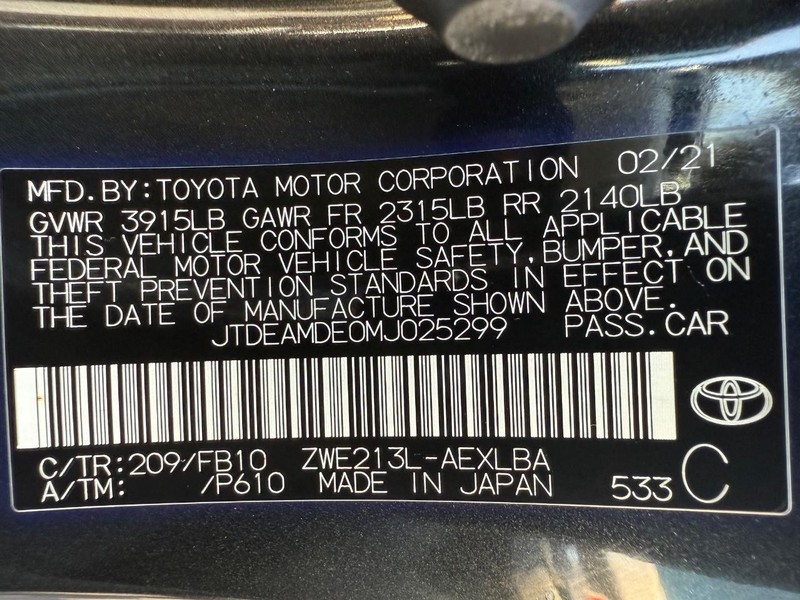 MFD.BY:TOYOTA MOTOR CORPORATION 02/21
GVWR 3915LB GAWR FR 2315LB RR 2140LB
THIS VEHICLE CONFORMS TO ALL APPLICABLE
FEDERAL MOTOR VEHICLE SAFETY,BUMPER,AND
THEFT PREVENTION STANDARDS IN EFFECT ON
THE DATE OF MANUFACTURE SHOWN ABOVE.
JTDEAMDE0MJ025299 PASS.CAR
C/TR:209/FB10 ZWE213L-AEXLBA
A/TM: /P610 MADE IN JAPAN 533 C